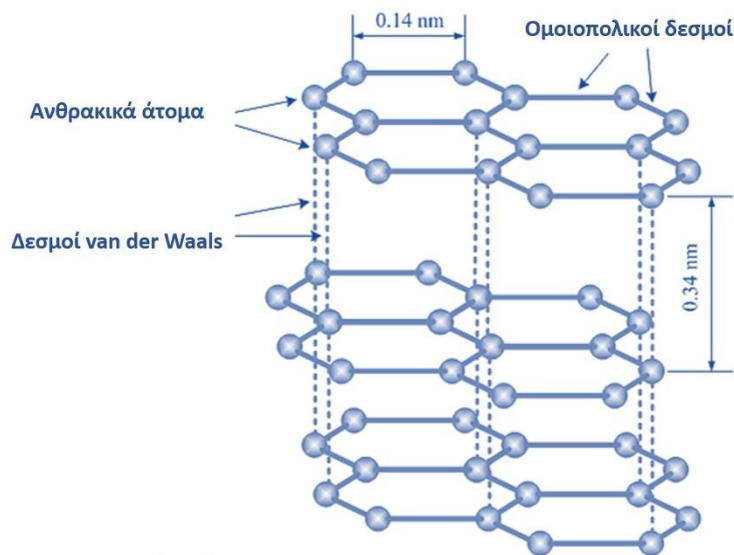 0.14 nm
Ομοιοπολικοί δεσμοί
Ανθρακικά άτομα
Δεσμοί van der Waals
0.34 nm